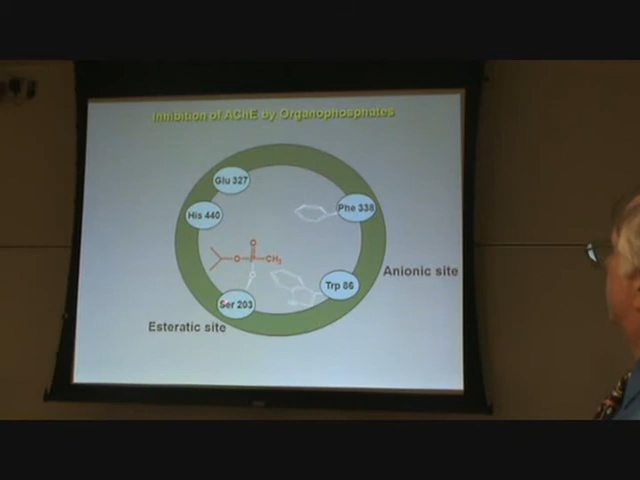 Inhibition of AChE by Organophosphates
Glu 327
His 440
Phe 338
O
O-P-CH₃
O
Anionic site
Trp 86
Ser 203
Esteratic site